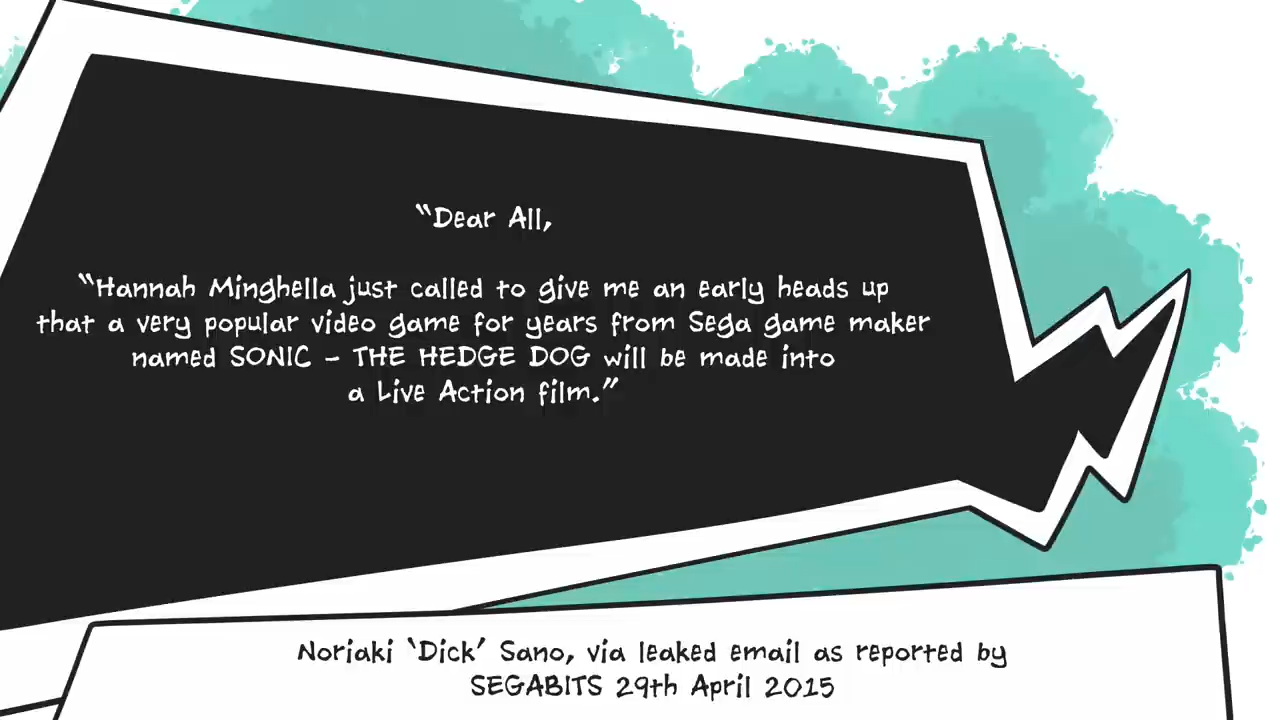 “Dear All,
“Hannah Minghella just called to give me an early heads up
that a very popular video game for years from Sega game maker
named SONIC - THE HEDGE DOG will be made into
a Live Action film.”
Noriaki ‘Dick’ Sano, via leaked email as reported by
SEGABITS 29th April 2015